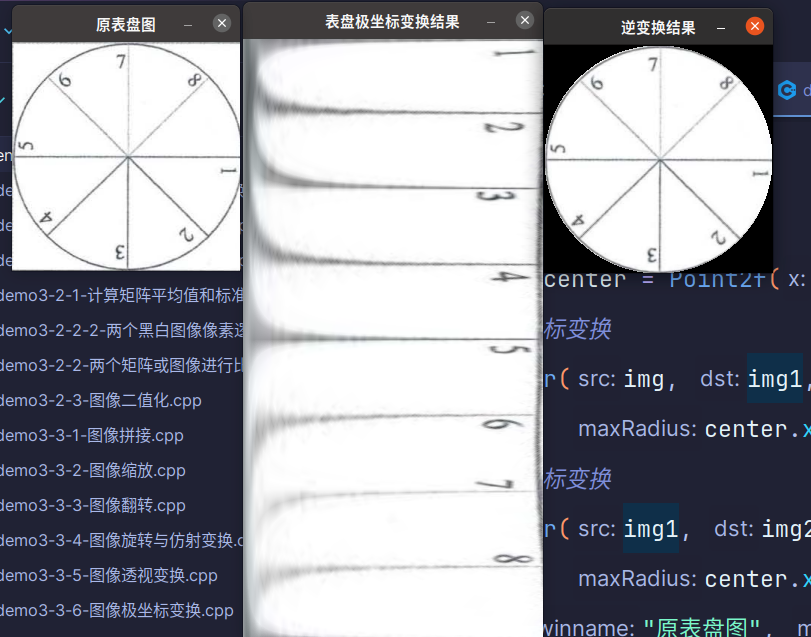 原表盘图
表盘极坐标变换结果
逆变换结果
7
8
6
5
1
4
2
3
1
2
3
4
5
6
7
8
7
8
6
5
1
4
2
3
demo3-2-1-计算矩阵平均值和标准
demo3-2-2-2-两个黑白图像像素
demo3-2-2-两个矩阵或图像进行比
demo3-2-3-图像二值化.cpp
demo3-3-1-图像拼接.cpp
demo3-3-2-图像缩放.cpp
demo3-3-3-图像翻转.cpp
demo3-3-4-图像旋转与仿射变换.c
demo3-3-5-图像透视变换.cpp
demo3-3-6-图像极坐标变换.cpp
center = Point2f( x:
标变换
r( src: img, dst: img1,
maxRadius: center.x
标变换
r( src: img1, dst: img2
maxRadius: center.x
winname: "原表盘图",